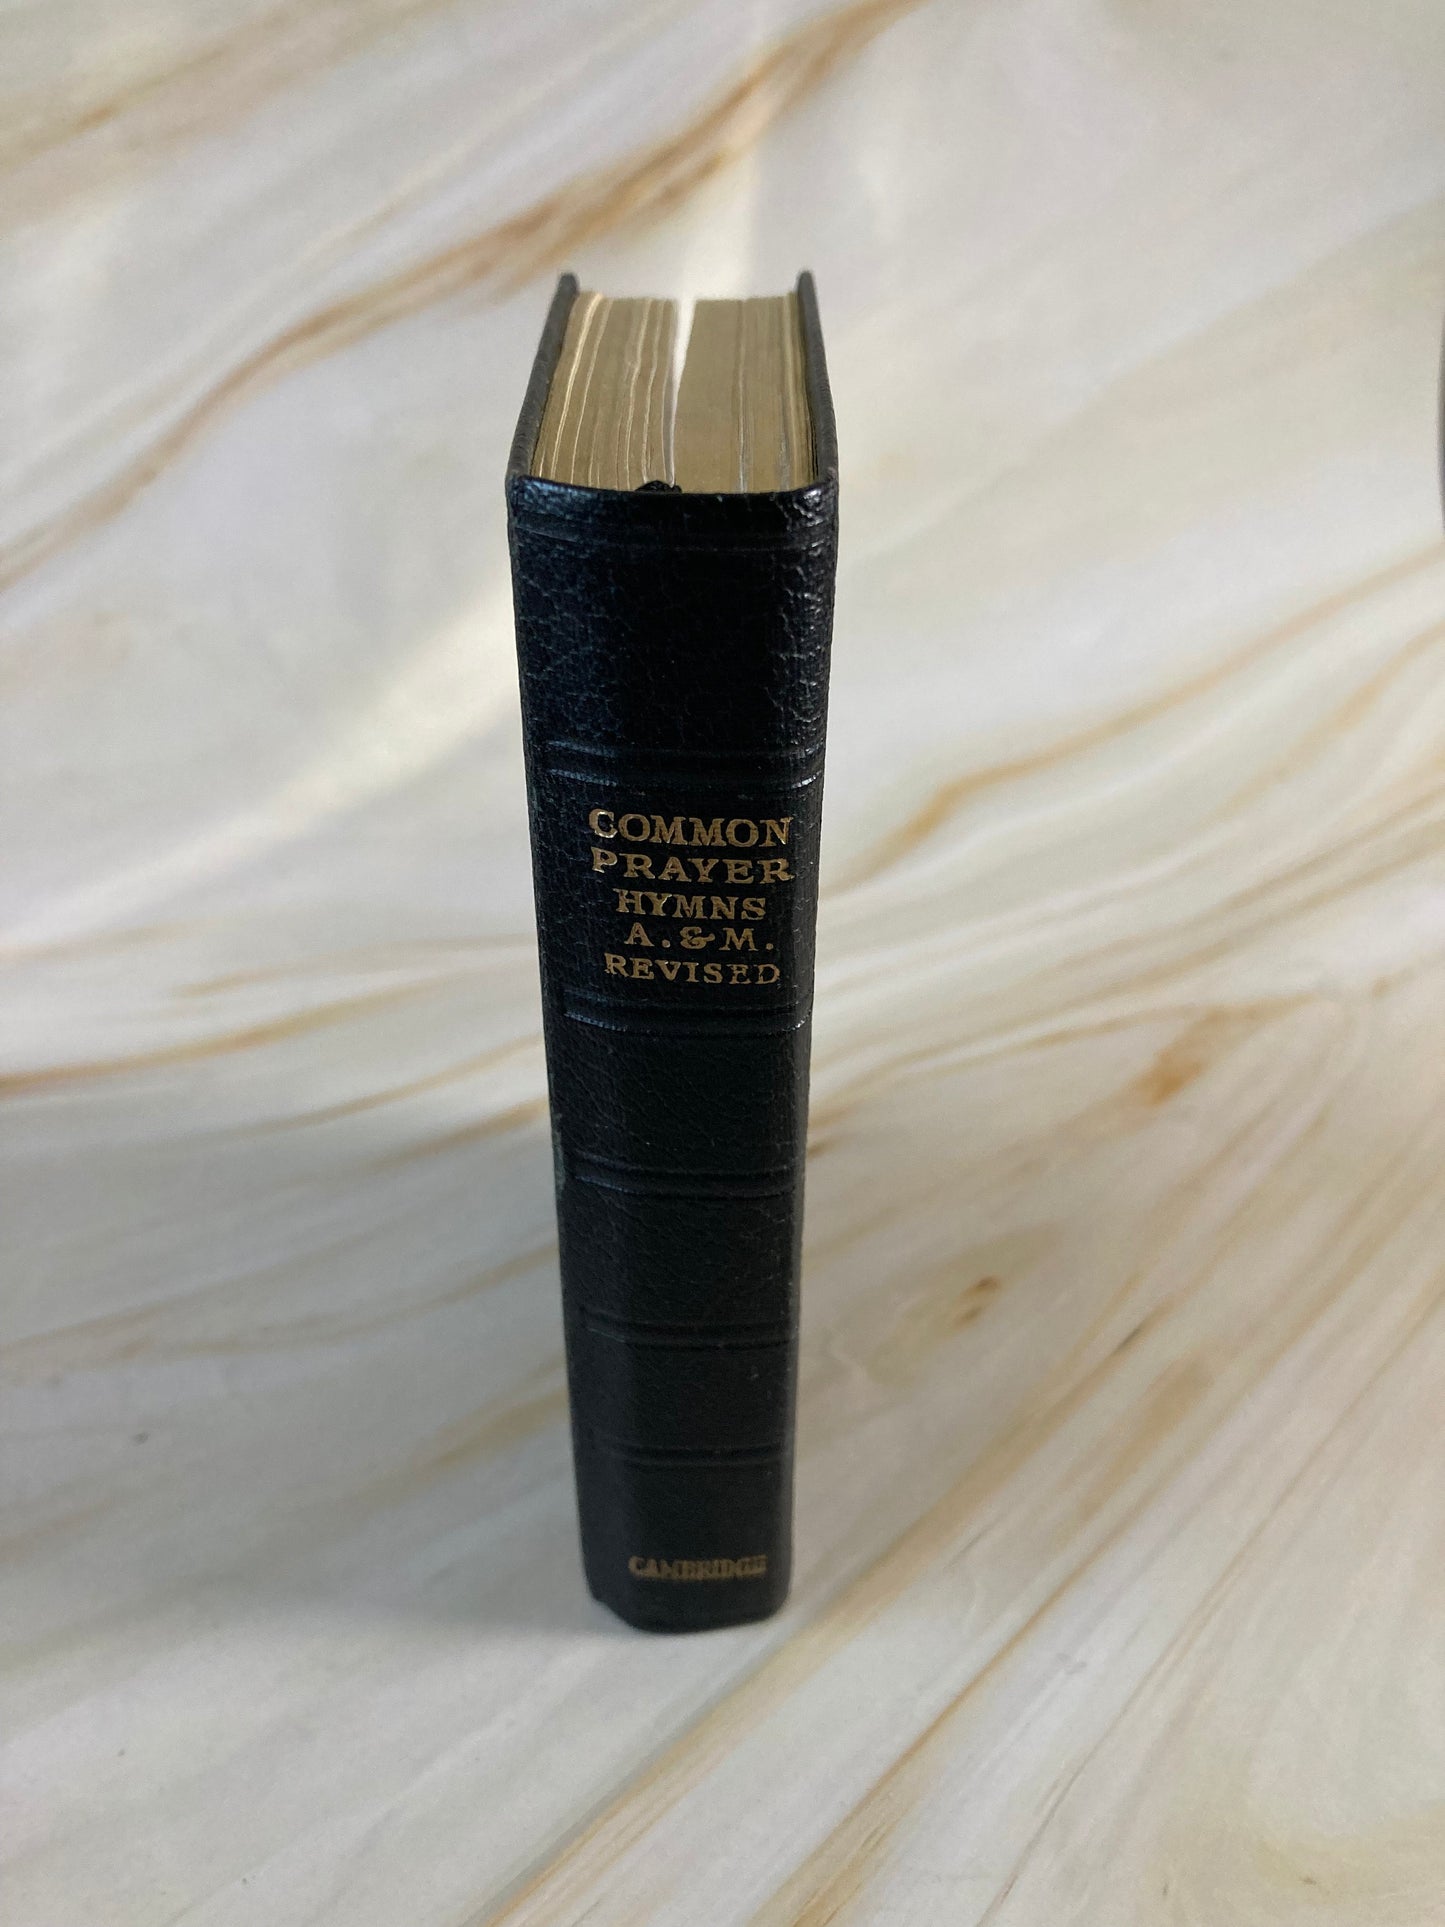 COMMON
PRAYER
HYMNS
A. & M.
REVISED
CAMBRIDGE